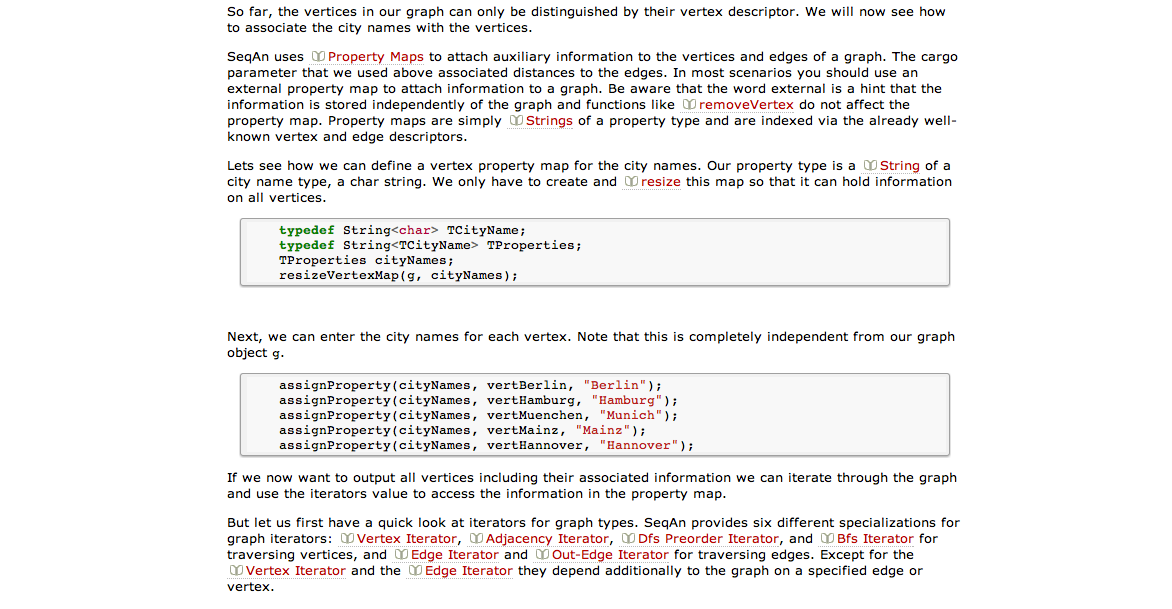 So far, the vertices in our graph can only be distinguished by their vertex descriptor. We will now see how
to associate the city names with the vertices.
SeqAn uses Property Maps to attach auxiliary information to the vertices and edges of a graph. The cargo
parameter that we used above associated distances to the edges. In most scenarios you should use an
external property map to attach information to a graph. Be aware that the word external is a hint that the
information is stored independently of the graph and functions like removeVertex do not affect the
property map. Property maps are simply Strings of a property type and are indexed via the already well-
known vertex and edge descriptors.
Lets see how we can define a vertex property map for the city names. Our property type is a String of a
city name type, a char string. We only have to create and resize this map so that it can hold information
on all vertices.
typedef String<char> TCityName;
typedef String<TCityName> TProperties;
TProperties cityNames;
resizeVertexMap(g, cityNames);
Next, we can enter the city names for each vertex. Note that this is completely independent from our graph
object g.
assignProperty(cityNames, vertBerlin, "Berlin");
assignProperty(cityNames, vertHamburg, "Hamburg");
assignProperty(cityNames, vertMuenchen, "Munich");
assignProperty(cityNames, vertMainz, "Mainz");
assignProperty(cityNames, vertHannover, "Hannover");
If we now want to output all vertices including their associated information we can iterate through the graph
and use the iterators value to access the information in the property map.
But let us first have a quick look at iterators for graph types. SeqAn provides six different specializations for
graph iterators: Vertex Iterator, Adjacency Iterator, Dfs Preorder Iterator, and Bfs Iterator for
traversing vertices, and Edge Iterator and Out-Edge Iterator for traversing edges. Except for the
Vertex Iterator and the Edge Iterator they depend additionally to the graph on a specified edge or
vertex.